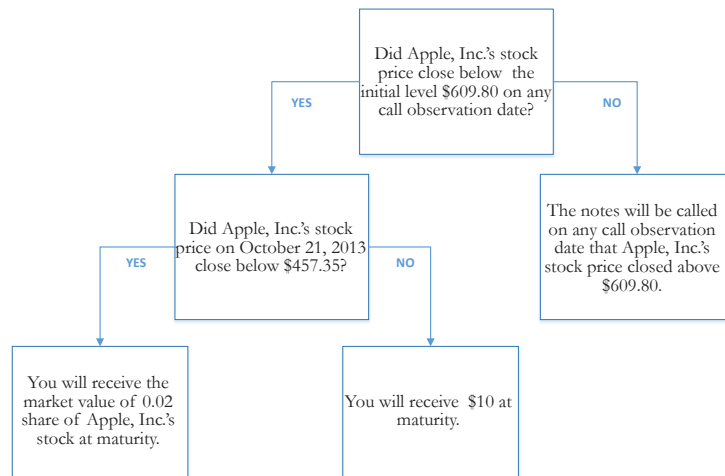 Did Apple, Inc.'s stock
price close below the
initial level $609.80 on any
call observation date?
YES
NO
Did Apple, Inc.'s stock
price on October 21, 2013
close below $457.35?
The notes will be called
on any call observation
date that Apple, Inc.'s
stock price closed above
$609.80.
YES
NO
You will receive the
market value of 0.02
share of Apple, Inc.'s
stock at maturity.
You will receive $10 at
maturity.